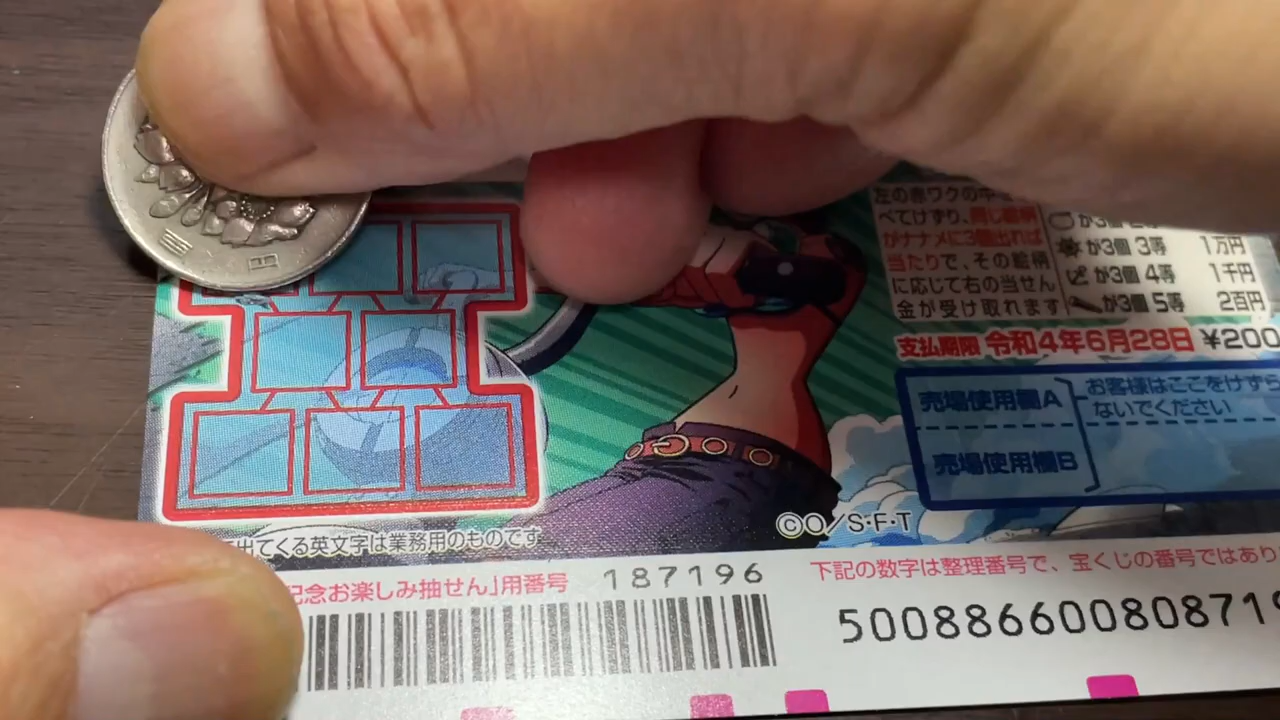 百
左の赤ワクの中
べてけずり、同じ絵柄
がナナメに3個出れば
当たりで、その絵柄
に応じて右の当せん
金が受け取れます
が3個
が3個 3等 1万円
が3個 4等 1千円
が3個 5等 2百円
支払期限 令和4年6月28日 ¥200
売場使用欄A
売場使用欄B
お客様はここをけずら
ないでください
©O/S・F・T
出てくる英文字は業務用のものです
記念お楽しみ抽せん」用番号 187196
下記の数字は整理番号で、宝くじの番号ではあり
500886600808719